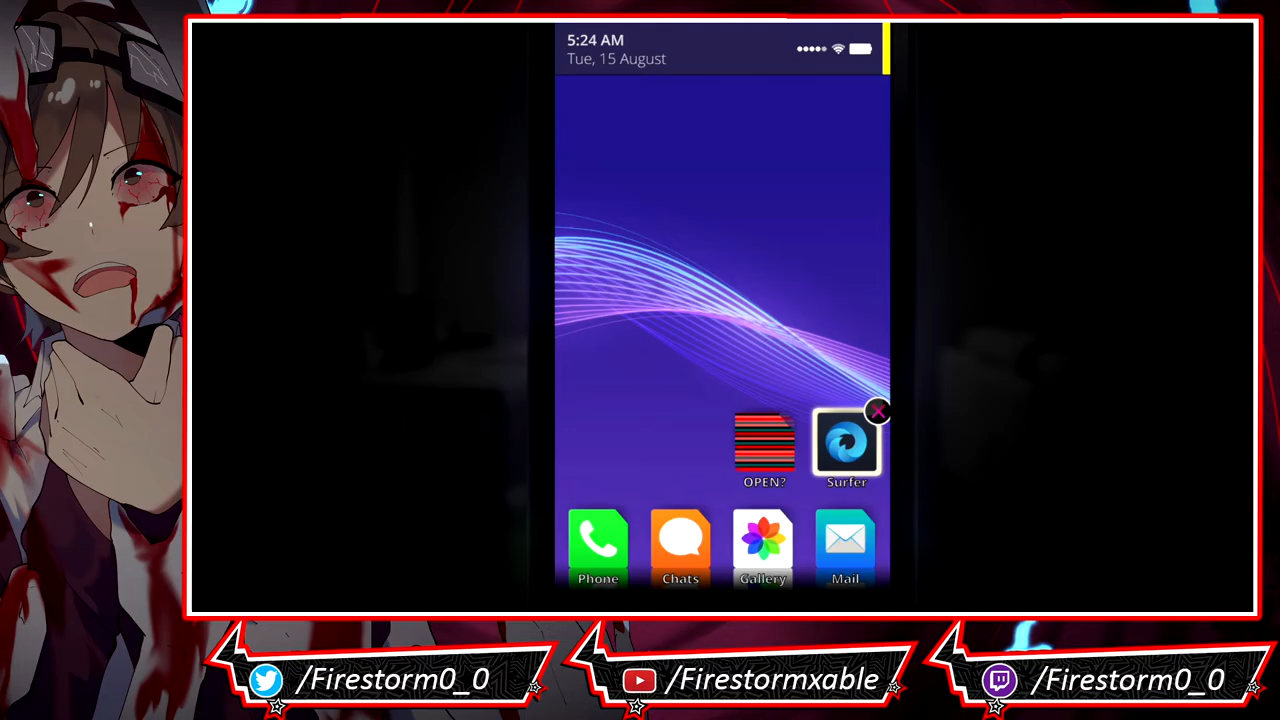 5:24 AM
Tue, 15 August
OPEN?
Surfer
Phone
Chats
Gallery
Mail
/Firestorm0_0
/Firestormxable
/Firestorm0_0